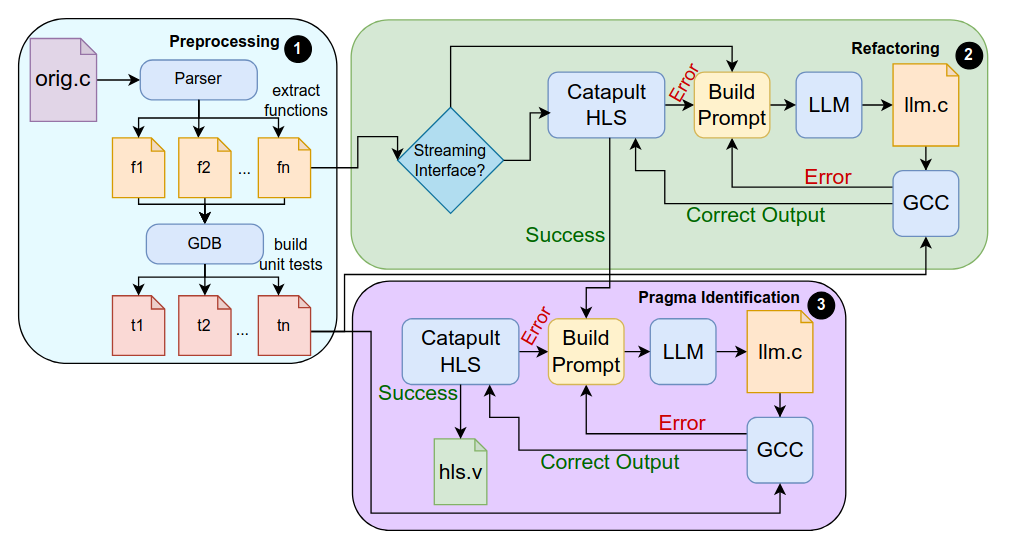 Preprocessing 1
orig.c
Parser
extract
functions
f1
f2
...
fn
GDB
build
unit tests
t1
t2
...
tn
Refactoring 2
Streaming
Interface?
Catapult
HLS
Error
Build
Prompt
LLM
llm.c
Error
GCC
Correct Output
Success
Pragma Identification 3
Catapult
HLS
Error
Build
Prompt
LLM
llm.c
Success
Error
GCC
Correct Output
hls.v